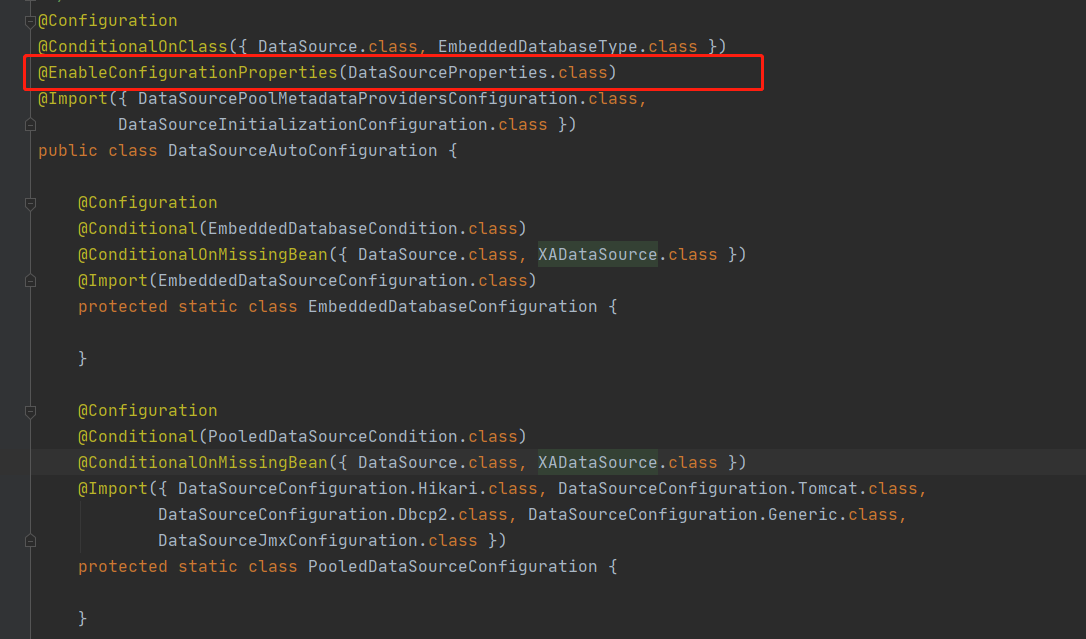 @Configuration
@ConditionalOnClass({ DataSource.class, EmbeddedDatabaseType.class })
@EnableConfigurationProperties(DataSourceProperties.class)
@Import({ DataSourcePoolMetadataProvidersConfiguration.class,
        DataSourceInitializationConfiguration.class })
public class DataSourceAutoConfiguration {
    @Configuration
    @Conditional(EmbeddedDatabaseCondition.class)
    @ConditionalOnMissingBean({ DataSource.class, XADataSource.class })
    @Import(EmbeddedDataSourceConfiguration.class)
    protected static class EmbeddedDatabaseConfiguration {
    }
    @Configuration
    @Conditional(PooledDataSourceCondition.class)
    @ConditionalOnMissingBean({ DataSource.class, XADataSource.class })
    @Import({ DataSourceConfiguration.Hikari.class, DataSourceConfiguration.Tomcat.class,
            DataSourceConfiguration.Dbcp2.class, DataSourceConfiguration.Generic.class,
            DataSourceJmxConfiguration.class })
    protected static class PooledDataSourceConfiguration {
    }